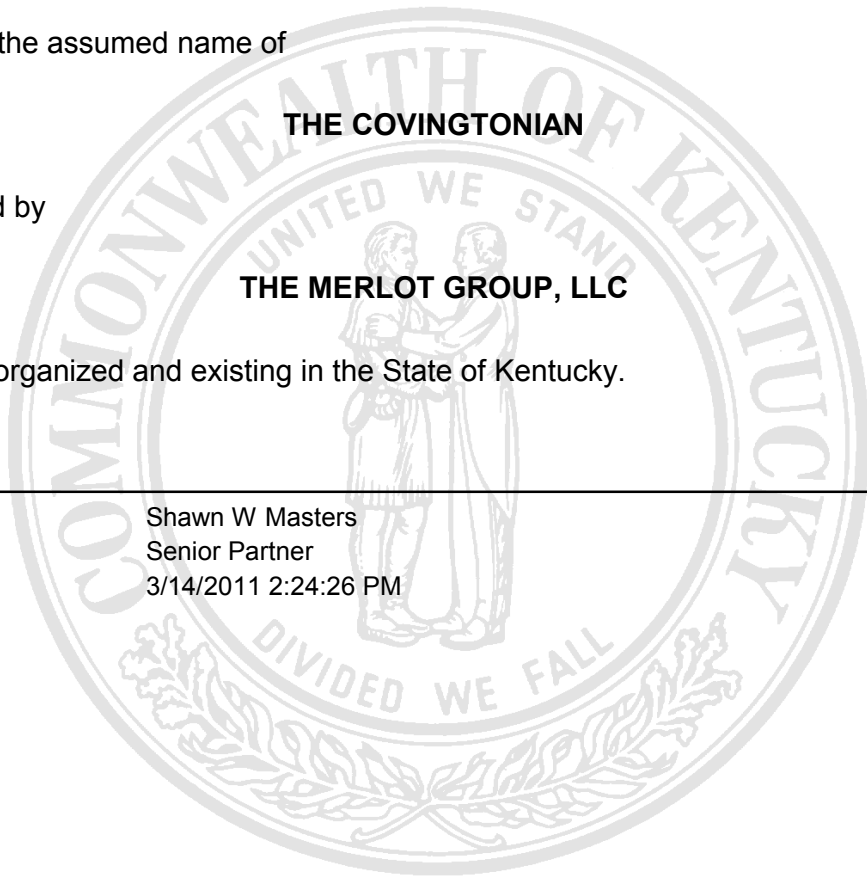 the assumed name of
THE COVINGTONIAN
d by
THE MERLOT GROUP, LLC
organized and existing in the State of Kentucky.
Shawn W Masters
Senior Partner
3/14/2011 2:24:26 PM
COMMONWEALTH OF KENTUCKY
UNITED WE STAND
DIVIDED WE FALL